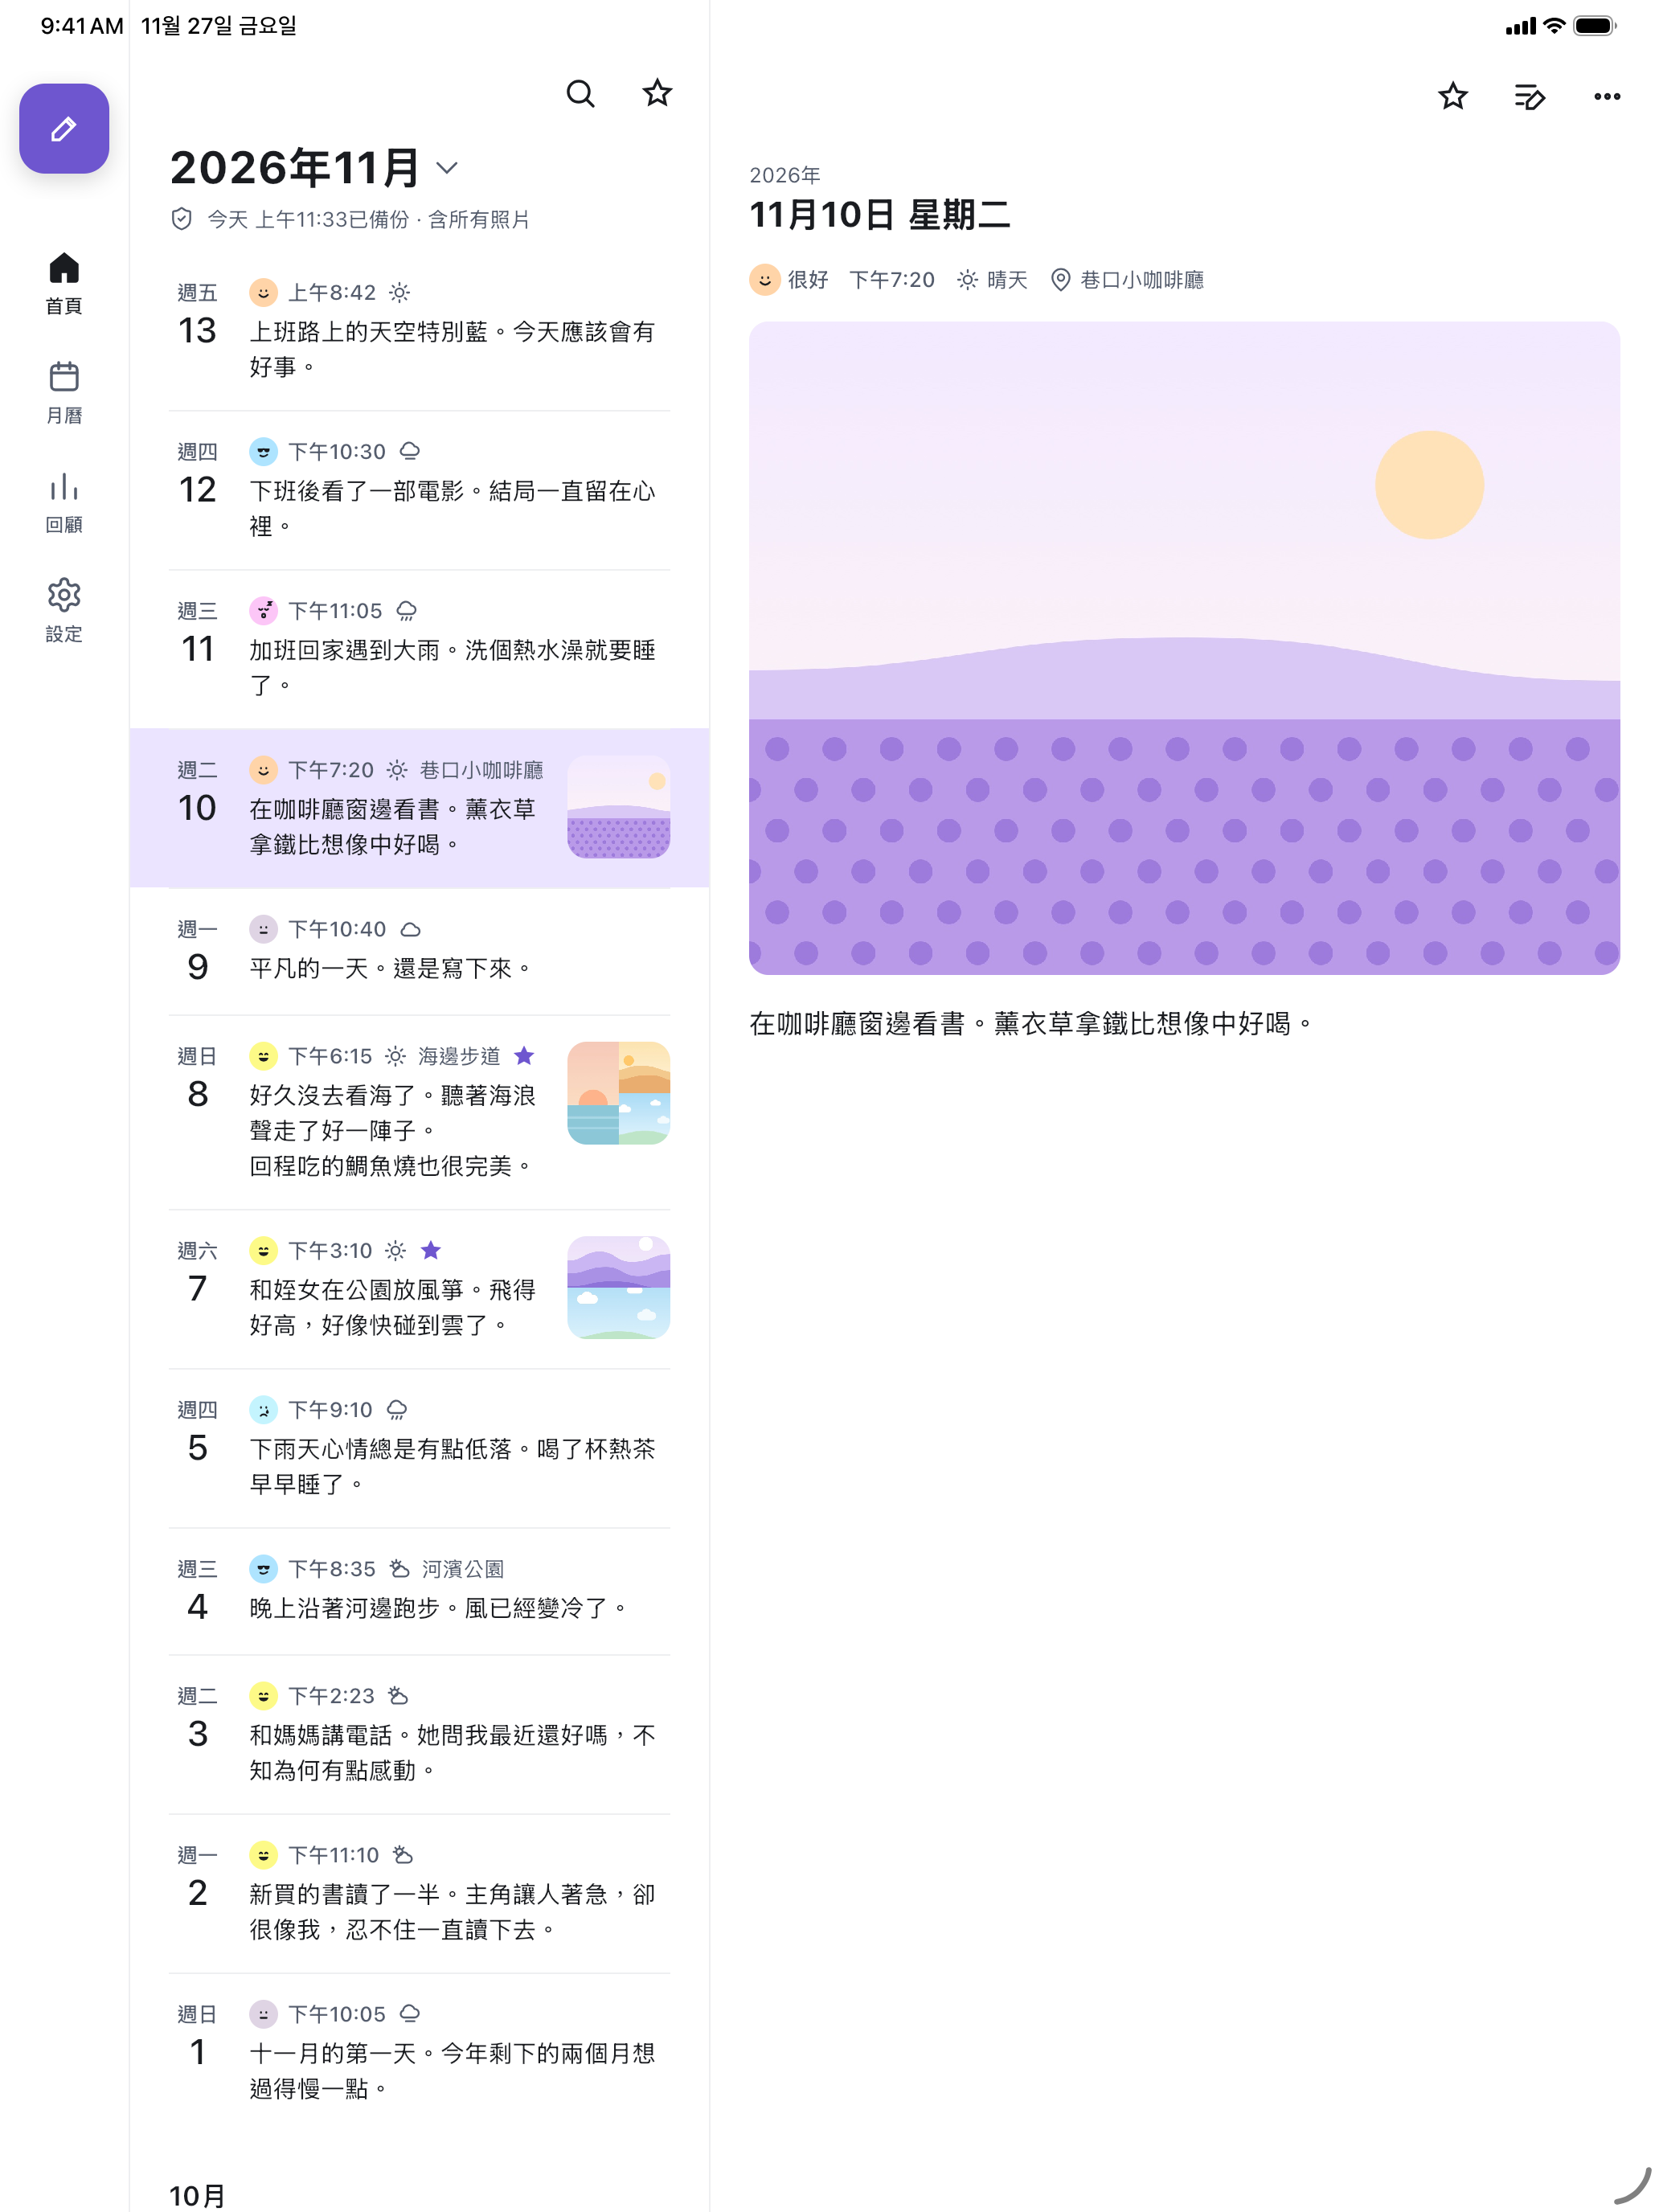 9:41 AM 11월 27일 금요일
首頁
月曆
回顧
設定
2026年11月
今天 上午11:33已備份 · 含所有照片
週五
13
上午8:42
上班路上的天空特別藍。今天應該會有
好事。
週四
12
下午10:30
下班後看了一部電影。結局一直留在心
裡。
週三
11
下午11:05
加班回家遇到大雨。洗個熱水澡就要睡
了。
週二
10
下午7:20 巷口小咖啡廳
在咖啡廳窗邊看書。薰衣草
拿鐵比想像中好喝。
週一
9
下午10:40
平凡的一天。還是寫下來。
週日
8
下午6:15 海邊步道
好久沒去看海了。聽著海浪
聲走了好一陣子。
回程吃的鯛魚燒也很完美。
週六
7
下午3:10
和姪女在公園放風箏。飛得
好高，好像快碰到雲了。
週四
5
下午9:10
下雨天心情總是有點低落。喝了杯熱茶
早早睡了。
週三
4
下午8:35 河濱公園
晚上沿著河邊跑步。風已經變冷了。
週二
3
下午2:23
和媽媽講電話。她問我最近還好嗎，不
知為何有點感動。
週一
2
下午11:10
新買的書讀了一半。主角讓人著急，卻
很像我，忍不住一直讀下去。
週日
1
下午10:05
十一月的第一天。今年剩下的兩個月想
過得慢一點。
10月
2026年
11月10日 星期二
很好 下午7:20 晴天 巷口小咖啡廳
在咖啡廳窗邊看書。薰衣草拿鐵比想像中好喝。